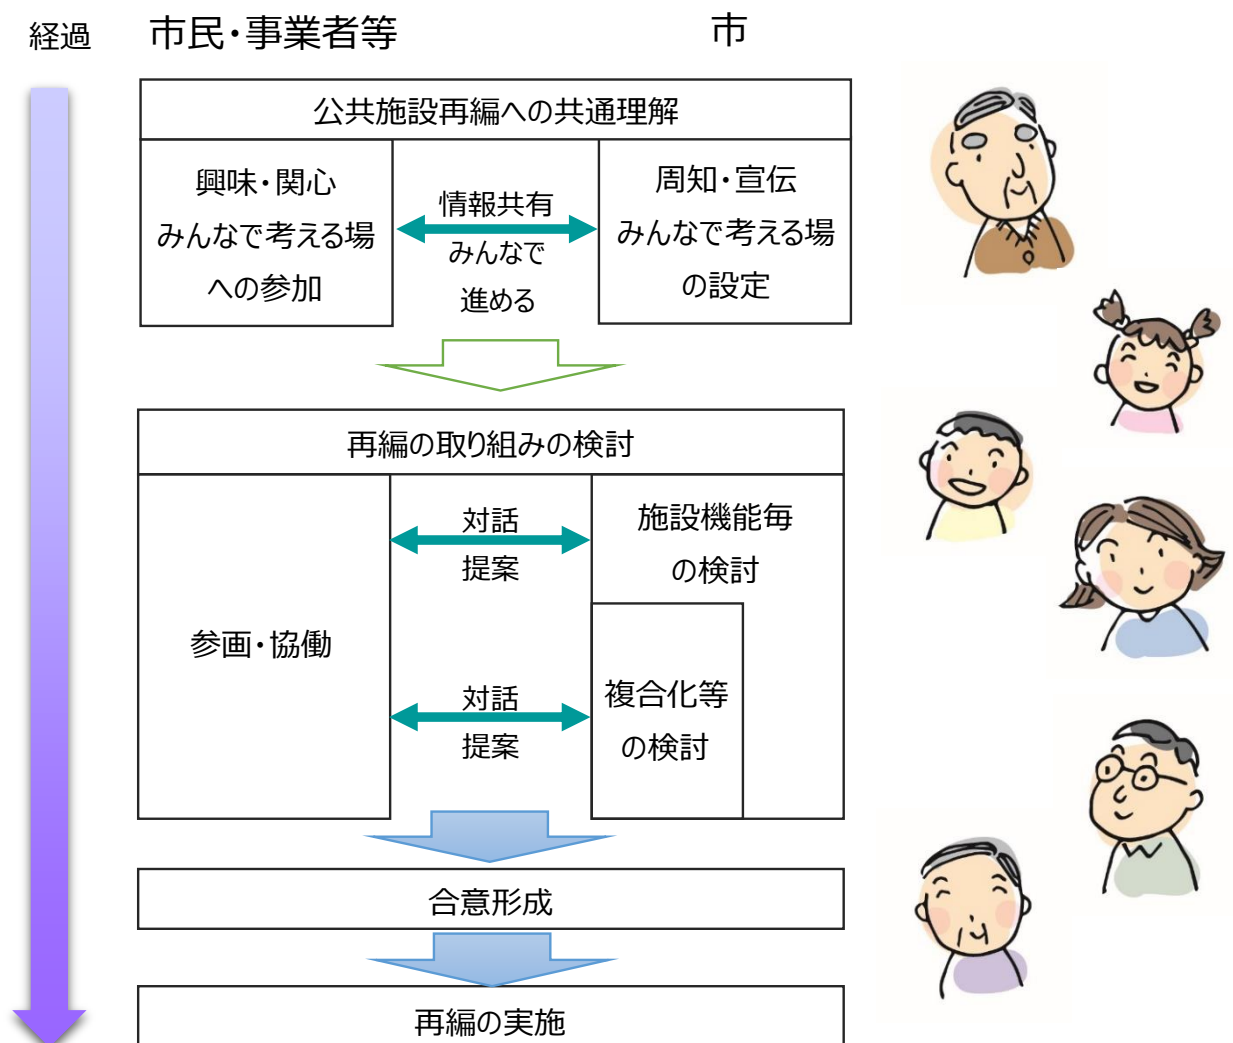 経過
市民・事業者等
市
公共施設再編への共通理解
興味・関心
みんなで考える場
への参加
情報共有
みんなで
進める
周知・宣伝
みんなで考える場
の設定
再編の取り組みの検討
参画・協働
対話
提案
施設機能毎
の検討
対話
提案
複合化等
の検討
合意形成
再編の実施